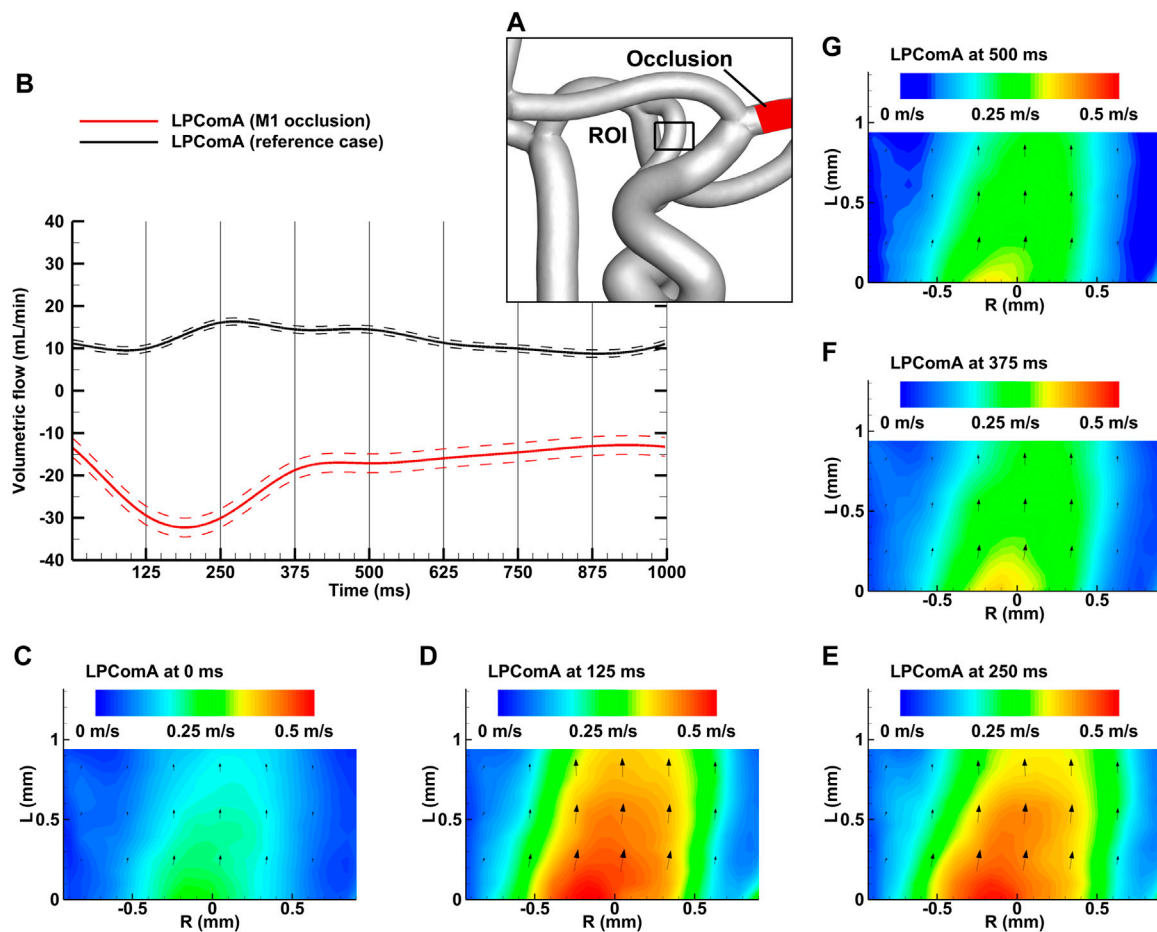 A
Occlusion
ROI
B
LPComA (M1 occlusion)
LPComA (reference case)
Volumetric flow (mL/min)
40
30
20
10
0
-10
-20
-30
-40
125 250 375 500 625 750 875 1000
Time (ms)
G
LPComA at 500 ms
0 m/s 0.25 m/s 0.5 m/s
L (mm)
1
0.5
0
-0.5 0 0.5
R (mm)
F
LPComA at 375 ms
0 m/s 0.25 m/s 0.5 m/s
L (mm)
1
0.5
0
-0.5 0 0.5
R (mm)
C
LPComA at 0 ms
0 m/s 0.25 m/s 0.5 m/s
L (mm)
1
0.5
0
-0.5 0 0.5
R (mm)
D
LPComA at 125 ms
0 m/s 0.25 m/s 0.5 m/s
L (mm)
1
0.5
0
-0.5 0 0.5
R (mm)
E
LPComA at 250 ms
0 m/s 0.25 m/s 0.5 m/s
L (mm)
1
0.5
0
-0.5 0 0.5
R (mm)